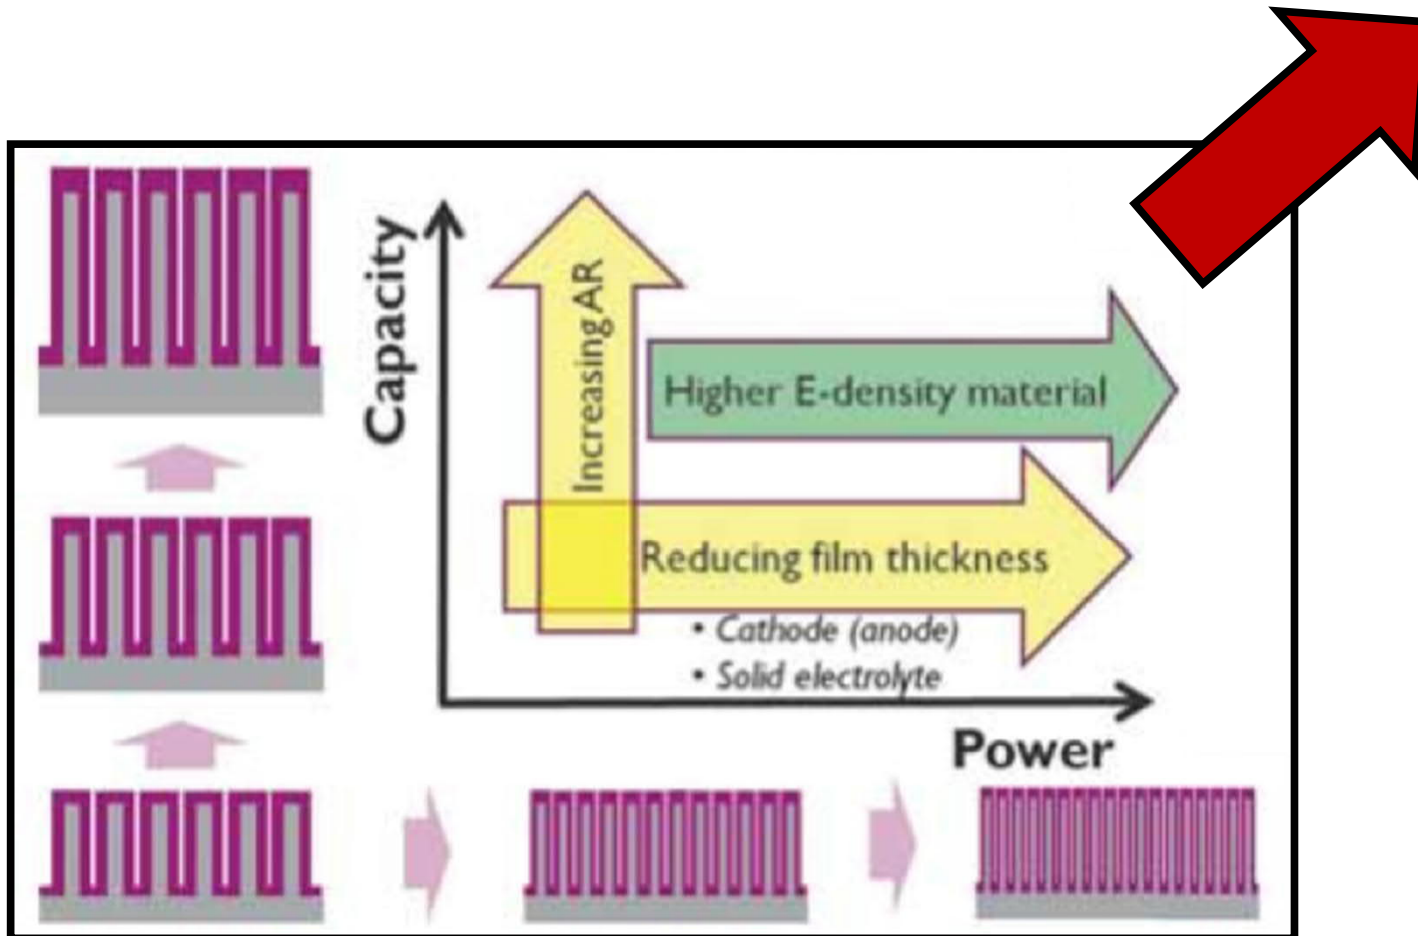 Capacity
Increasing AR
Higher E-density material
Reducing film thickness
• Cathode (anode)
• Solid electrolyte
Power